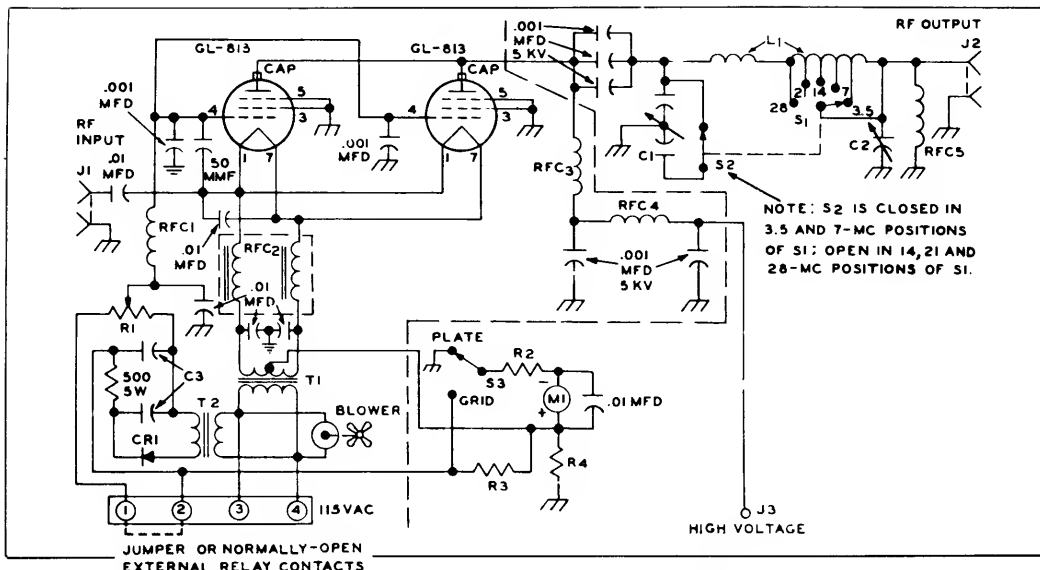 GL-813
GL-813
.001
MFD
5 KV
RF OUTPUT
J2
L1
CAP
CAP
5
3
4
1
7
5
3
4
1
7
.001
MFD
RF
INPUT
.01
MFD
J1
50
MMF
.001
MFD
28
21
14
7
3.5
S1
C1
S2
C2
RFC5
RFC3
RFC4
RFC1
.01
MFD
RFC2
.01
MFD
.001
MFD
5 KV
NOTE: S2 IS CLOSED IN
3.5 AND 7-MC POSITIONS
OF S1; OPEN IN 14, 21 AND
28-MC POSITIONS OF S1.
R1
PLATE
R2
S3
GRID
−
M1
+
.01 MFD
500
5W
C3
T1
T2
BLOWER
CR1
R3
R4
1
2
3
4
115 VAC
J3
HIGH VOLTAGE
JUMPER OR NORMALLY-OPEN
EXTERNAL RELAY CONTACTS